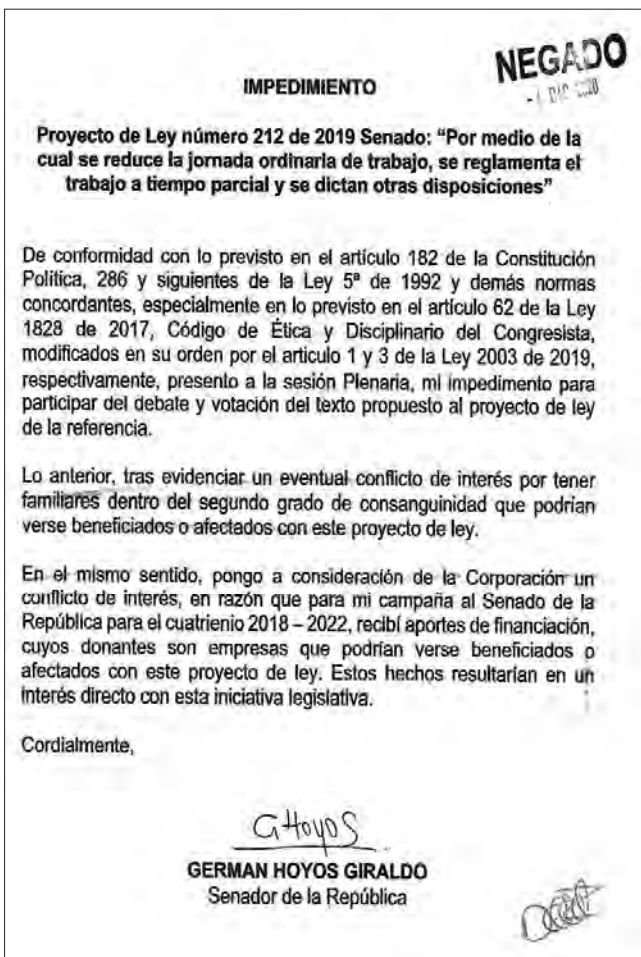 NEGADO
IMPEDIMIENTO
Proyecto de Ley número 212 de 2019 Senado: "Por medio de la
cual se reduce la jornada ordinaria de trabajo, se reglamenta el
trabajo a tiempo parcial y se dictan otras disposiciones"
De conformidad con lo previsto en el artículo 182 de la Constitución
Política, 286 y siguientes de la Ley 5ª de 1992 y demás normas
concordantes, especialmente en lo previsto en el artículo 62 de la Ley
1828 de 2017, Código de Ética y Disciplinario del Congresista,
modificados en su orden por el articulo 1 y 3 de la Ley 2003 de 2019,
respectivamente, presento a la sesión Plenaria, mi impedimento para
participar del debate y votación del texto propuesto al proyecto de ley
de la referencia.
Lo anterior, tras evidenciar un eventual conflicto de interés por tener
familiares dentro del segundo grado de consanguinidad que podrían
verse beneficiados o afectados con este proyecto de ley.
En el mismo sentido, pongo a consideración de la Corporación un
conflicto de interés, en razón que para mi campaña al Senado de la
República para el cuatrienio 2018 – 2022, recibí aportes de financiación,
cuyos donantes son empresas que podrían verse beneficiados o
afectados con este proyecto de ley. Estos hechos resultarían en un
interés directo con esta iniciativa legislativa.
Cordialmente,
GHoyos
GERMAN HOYOS GIRALDO
Senador de la República